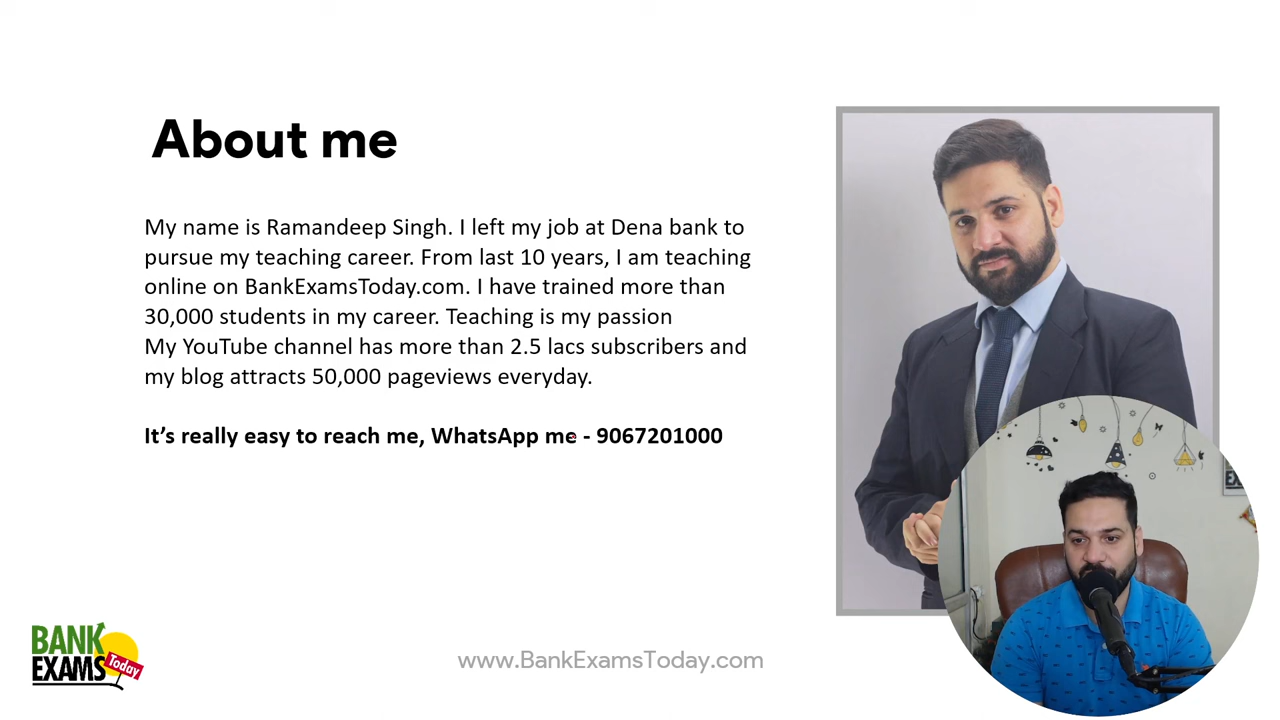 About me
My name is Ramandeep Singh. I left my job at Dena bank to
pursue my teaching career. From last 10 years, I am teaching
online on BankExamsToday.com. I have trained more than
30,000 students in my career. Teaching is my passion
My YouTube channel has more than 2.5 lacs subscribers and
my blog attracts 50,000 pageviews everyday.
It's really easy to reach me, WhatsApp me - 9067201000
BANK
EXAMS
Today
www.BankExamsToday.com